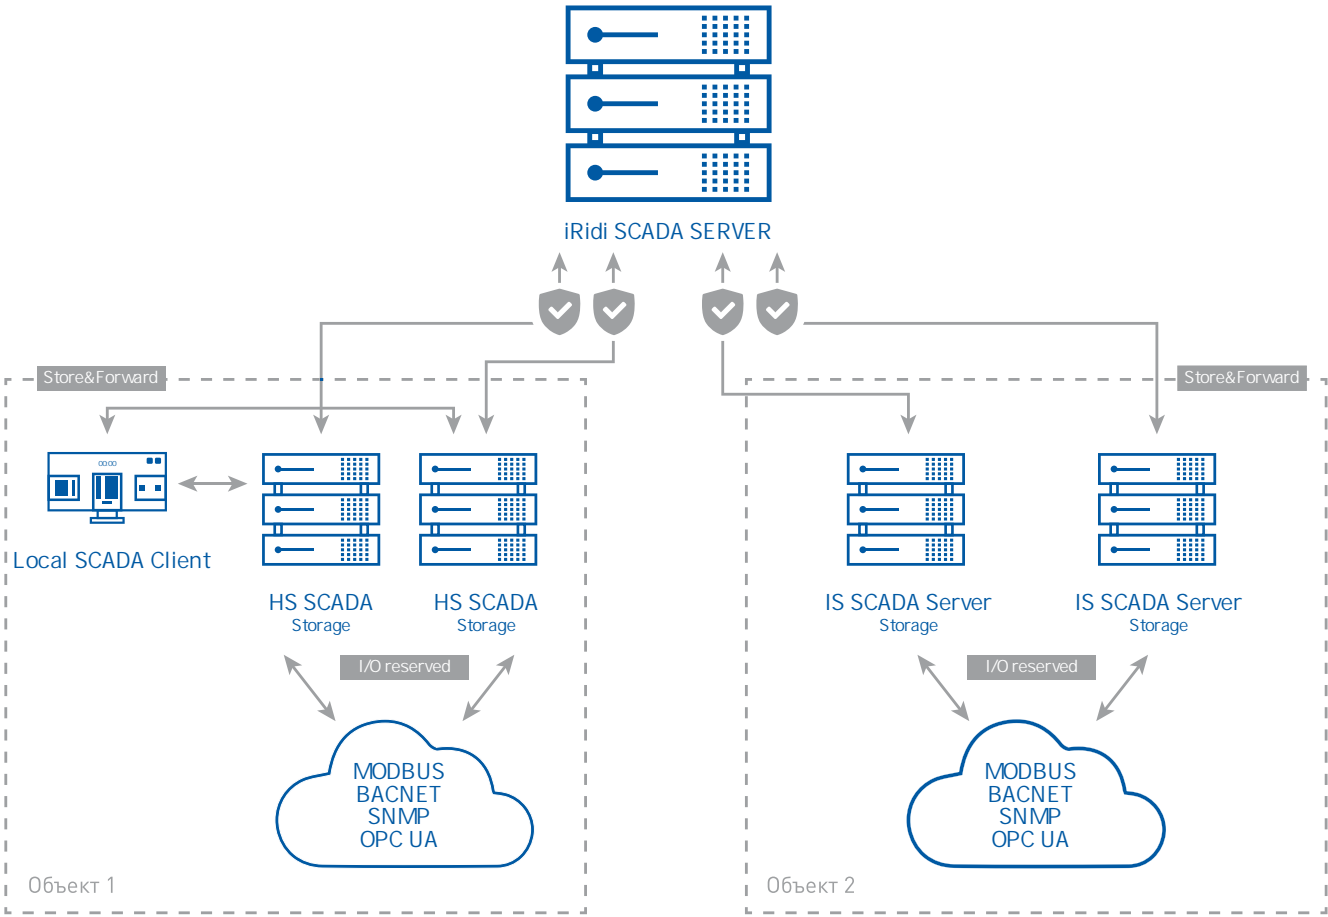 iRidi SCADA SERVER
Store&Forward
Store&Forward
00:00
Local SCADA Client
HS SCADA
Storage
HS SCADA
Storage
IS SCADA Server
Storage
IS SCADA Server
Storage
I/O reserved
I/O reserved
MODBUS
BACNET
SNMP
OPC UA
MODBUS
BACNET
SNMP
OPC UA
Объект 1
Объект 2